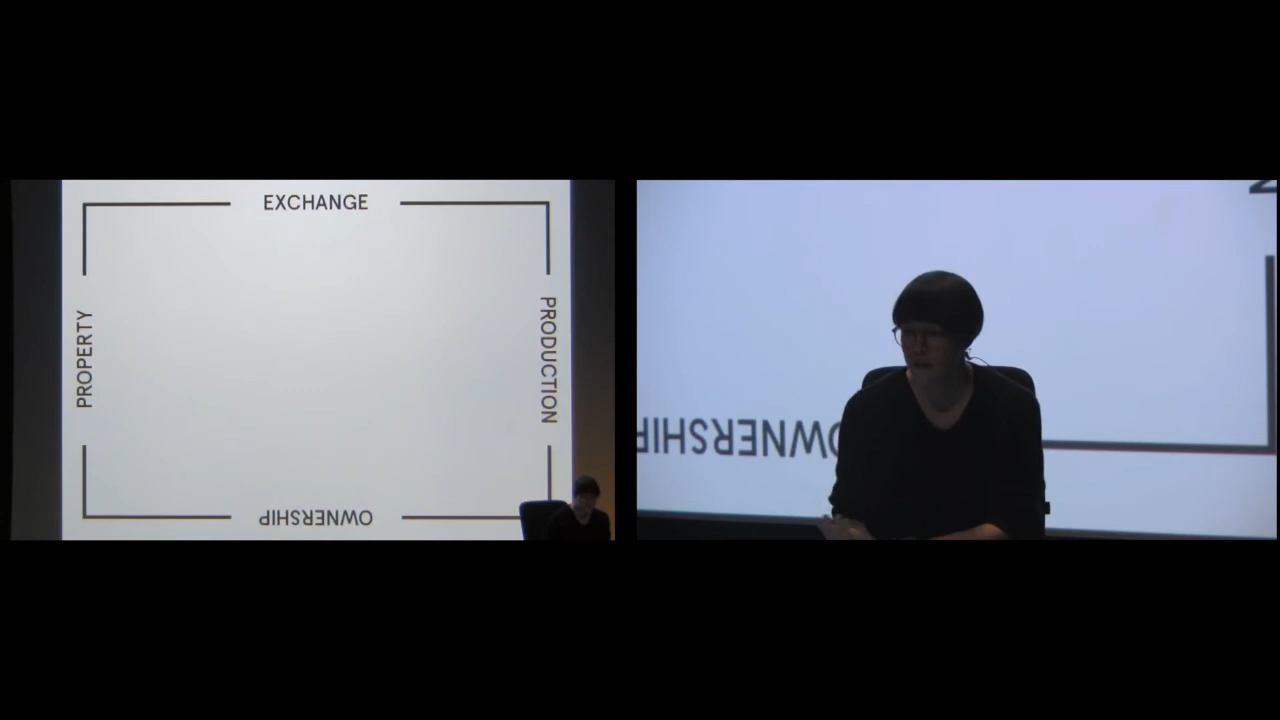 EXCHANGE
PROPERTY
PRODUCTION
OWNERSHIP
OWNERSHIP